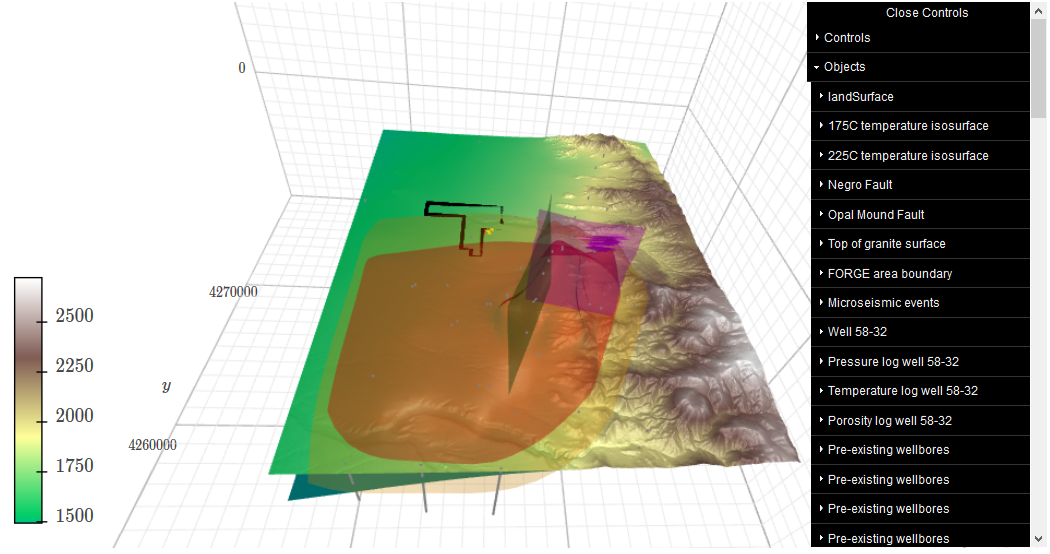 0
4270000
y
4260000
2500
2250
2000
1750
1500
Close Controls
Controls
Objects
landSurface
175C temperature isosurface
225C temperature isosurface
Negro Fault
Opal Mound Fault
Top of granite surface
FORGE area boundary
Microseismic events
Well 58-32
Pressure log well 58-32
Temperature log well 58-32
Porosity log well 58-32
Pre-existing wellbores
Pre-existing wellbores
Pre-existing wellbores
Pre-existing wellbores